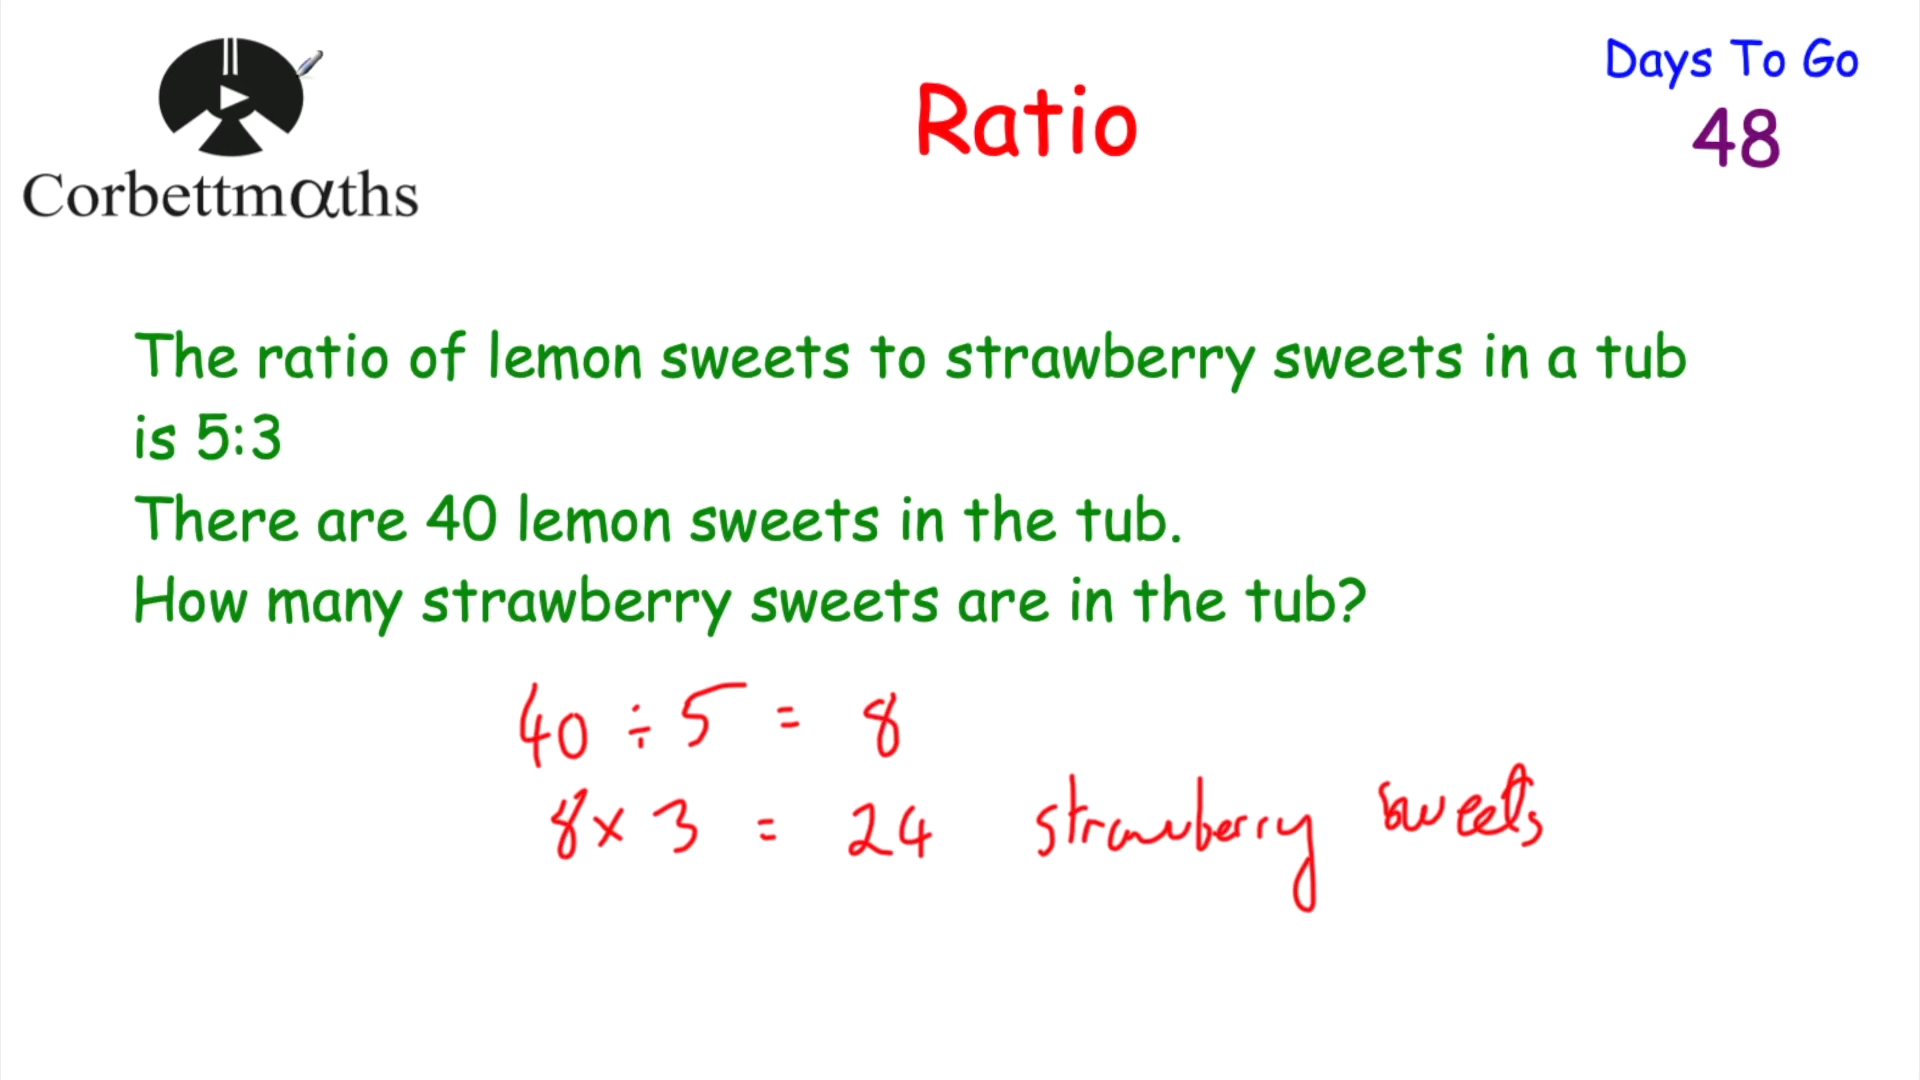 Corbettmαths
Ratio
Days To Go
48
The ratio of lemon sweets to strawberry sweets in a tub
is 5:3
There are 40 lemon sweets in the tub.
How many strawberry sweets are in the tub?
40 ÷ 5 = 8
8 × 3 = 24 strawberry sweets